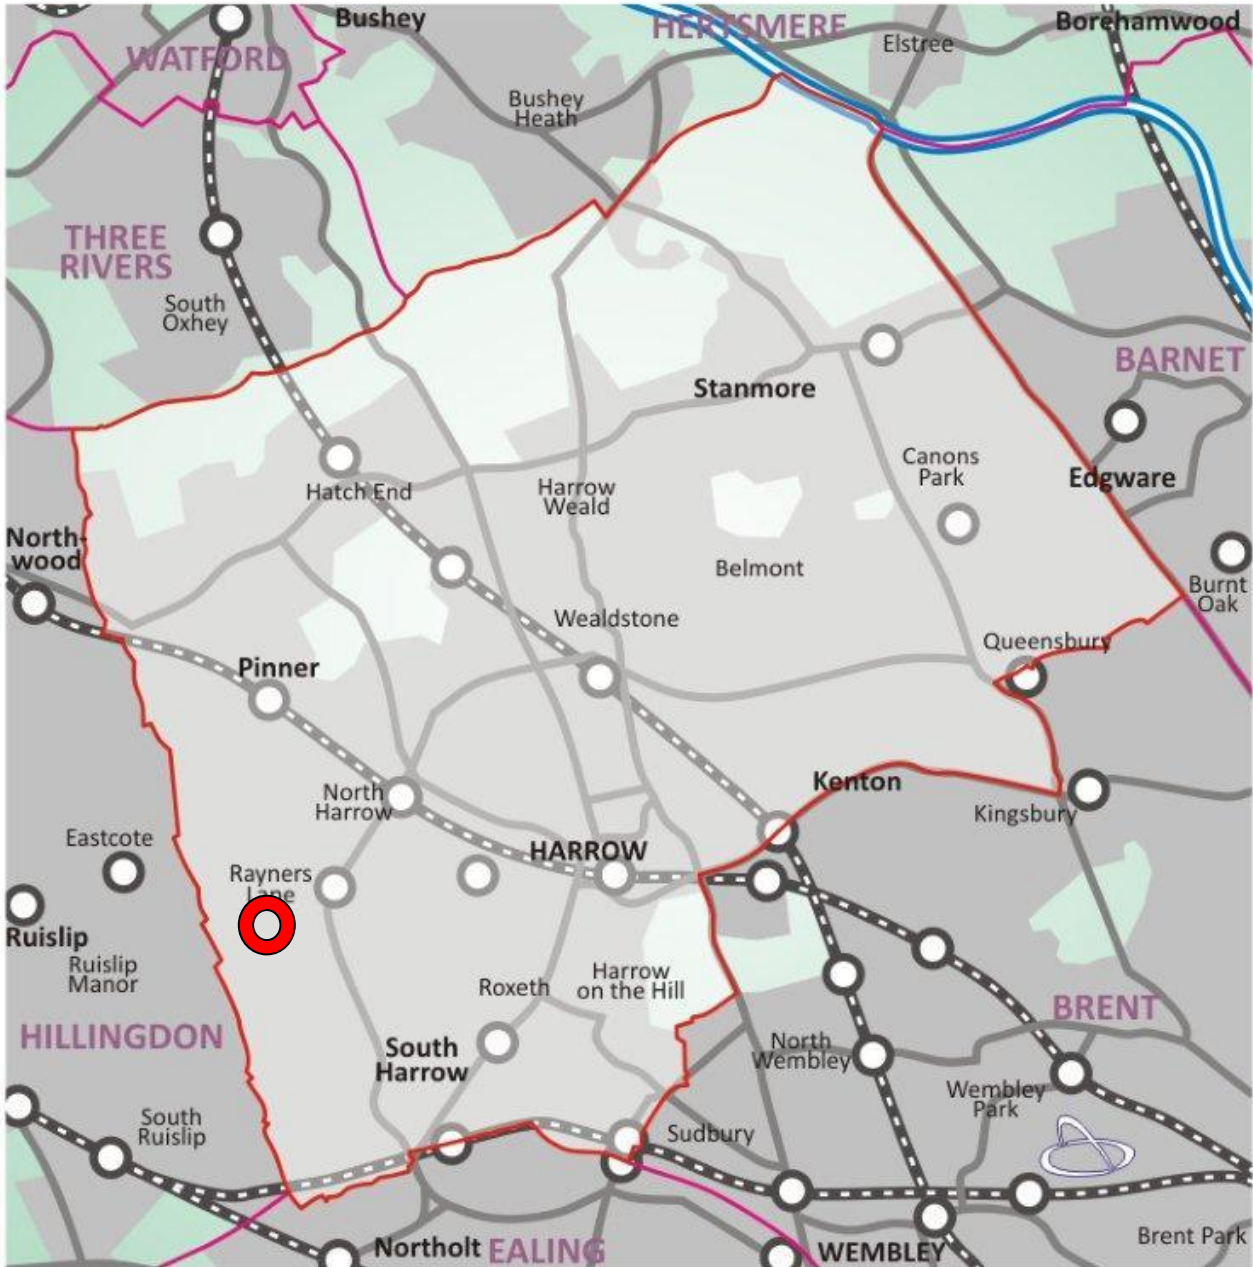 Bushey
HERTSMERE
Borehamwood
WATFORD
Elstree
Bushey
Heath
THREE
RIVERS
South
Oxhey
BARNET
Stanmore
Canons
Park
Edgware
Hatch End
Harrow
Weald
North-
wood
Belmont
Burnt
Oak
Wealdstone
Queensbury
Pinner
Kenton
North
Harrow
Kingsbury
Eastcote
HARROW
Rayners
Lane
Ruislip
Ruislip
Manor
Harrow
on the Hill
Roxeth
BRENT
HILLINGDON
South
Harrow
North
Wembley
Wembley
Park
South
Ruislip
Sudbury
Brent Park
Northolt
EALING
WEMBLEY